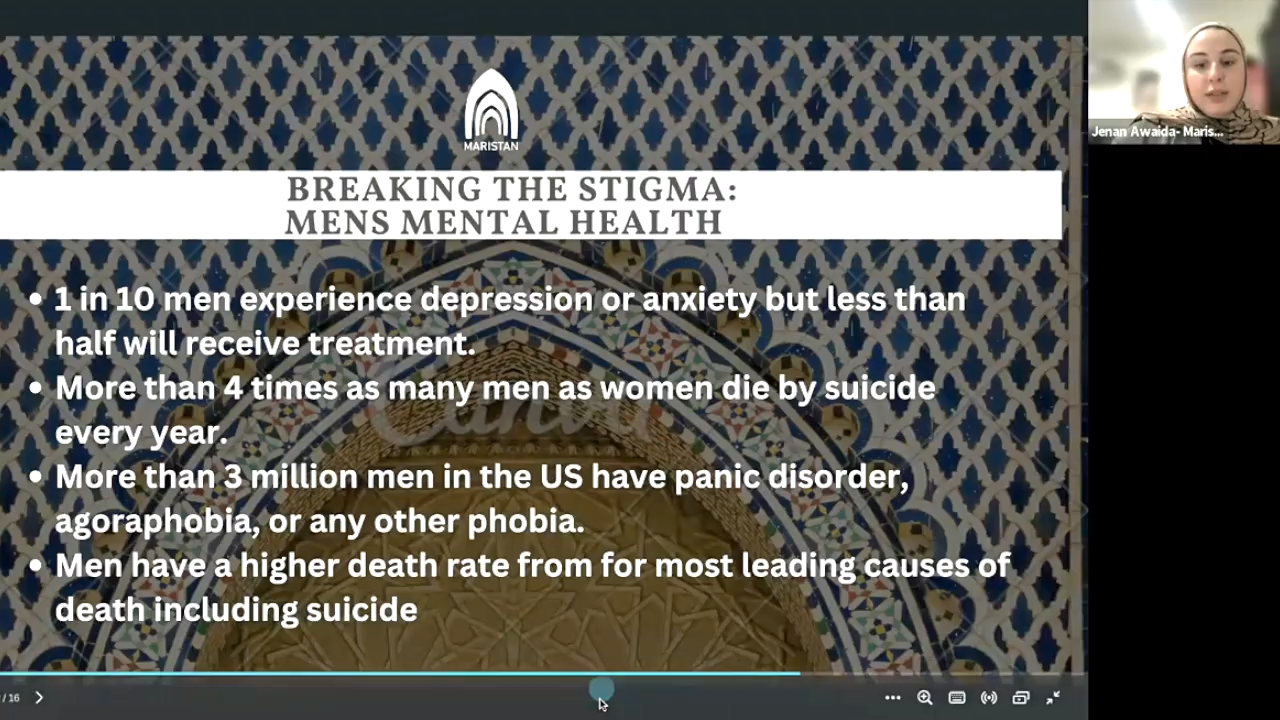 MARISTAN
BREAKING THE STIGMA:
MENS MENTAL HEALTH
• 1 in 10 men experience depression or anxiety but less than
half will receive treatment.
• More than 4 times as many men as women die by suicide
every year.
• More than 3 million men in the US have panic disorder,
agoraphobia, or any other phobia.
• Men have a higher death rate from for most leading causes of
death including suicide
Canva
/ 16
Jenan Awaida- Maris...